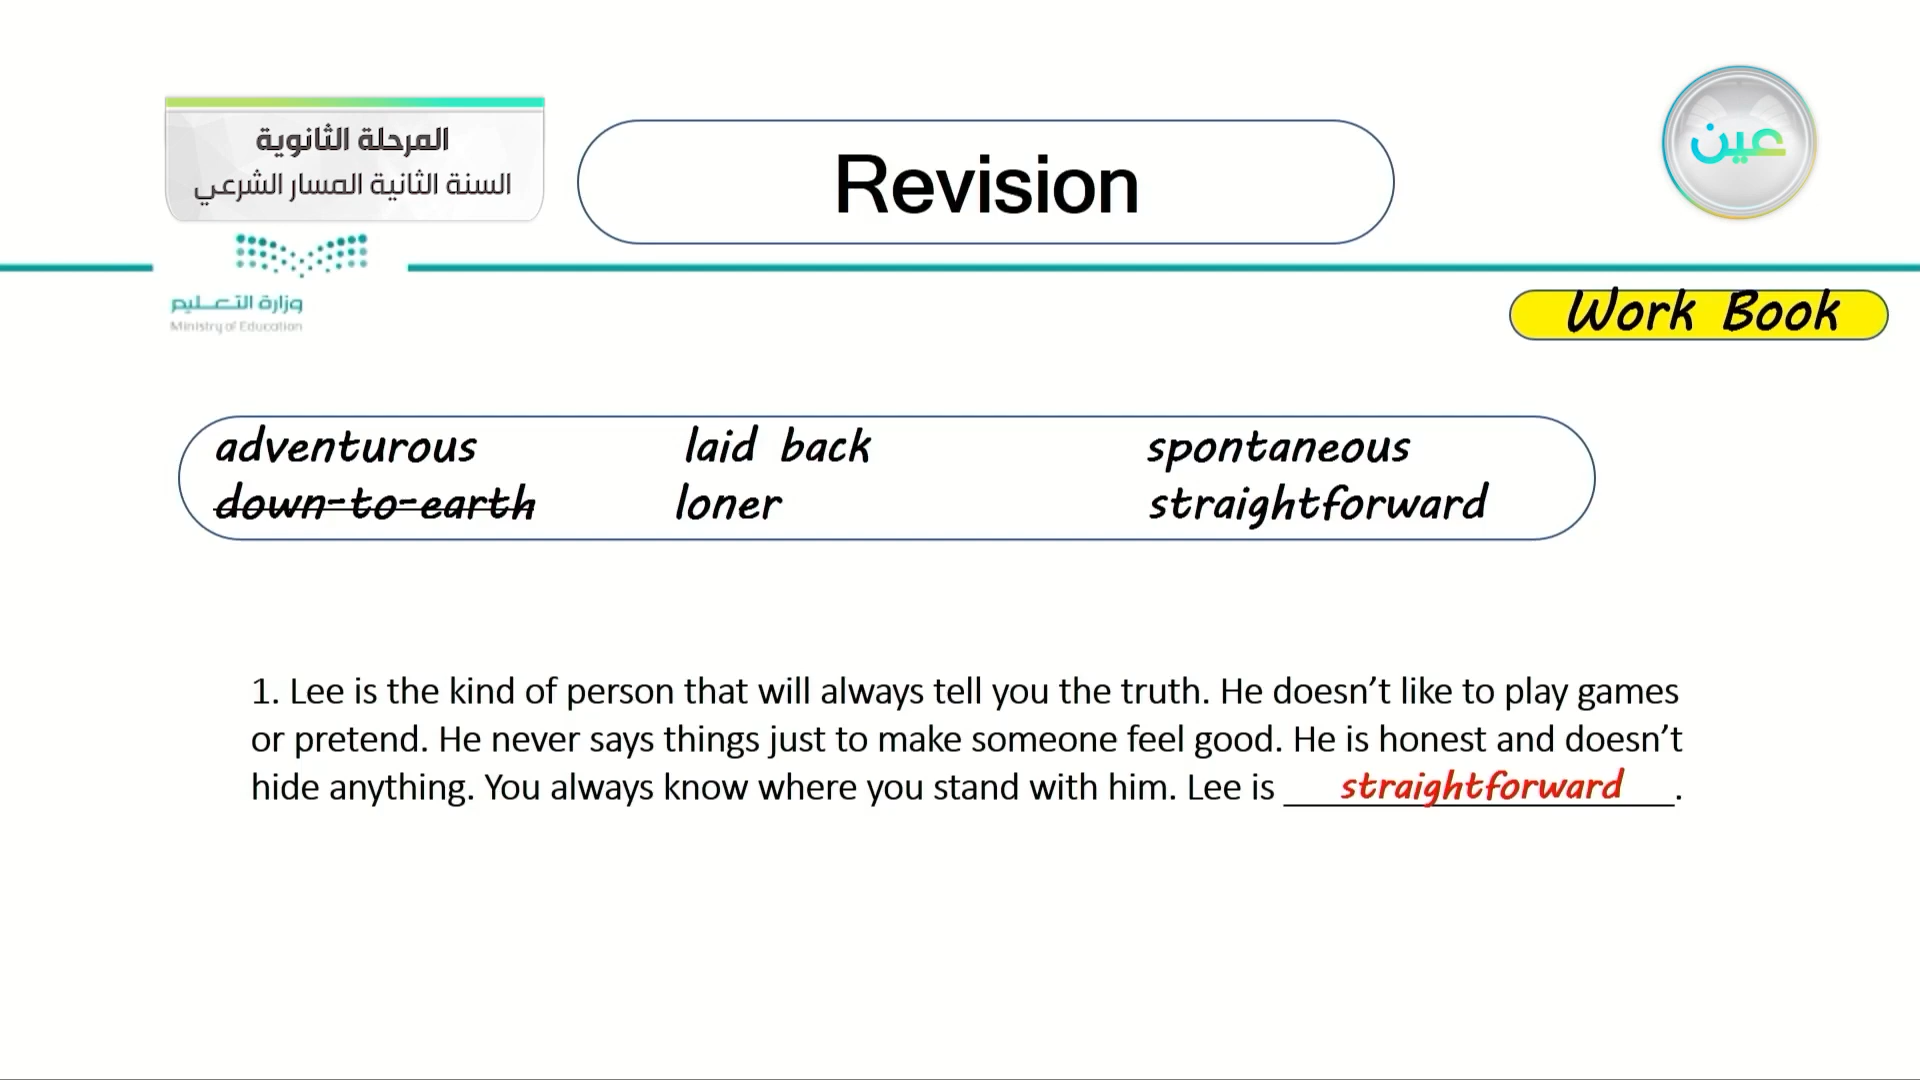 المرحلة الثانوية
السنة الثانية المسار الشرعي
Revision
عين
وزارة التعليم
Ministry of Education
Work Book
adventurous laid back spontaneous
down-to-earth loner straightforward
1. Lee is the kind of person that will always tell you the truth. He doesn’t like to play games
or pretend. He never says things just to make someone feel good. He is honest and doesn’t
hide anything. You always know where you stand with him. Lee is straightforward.